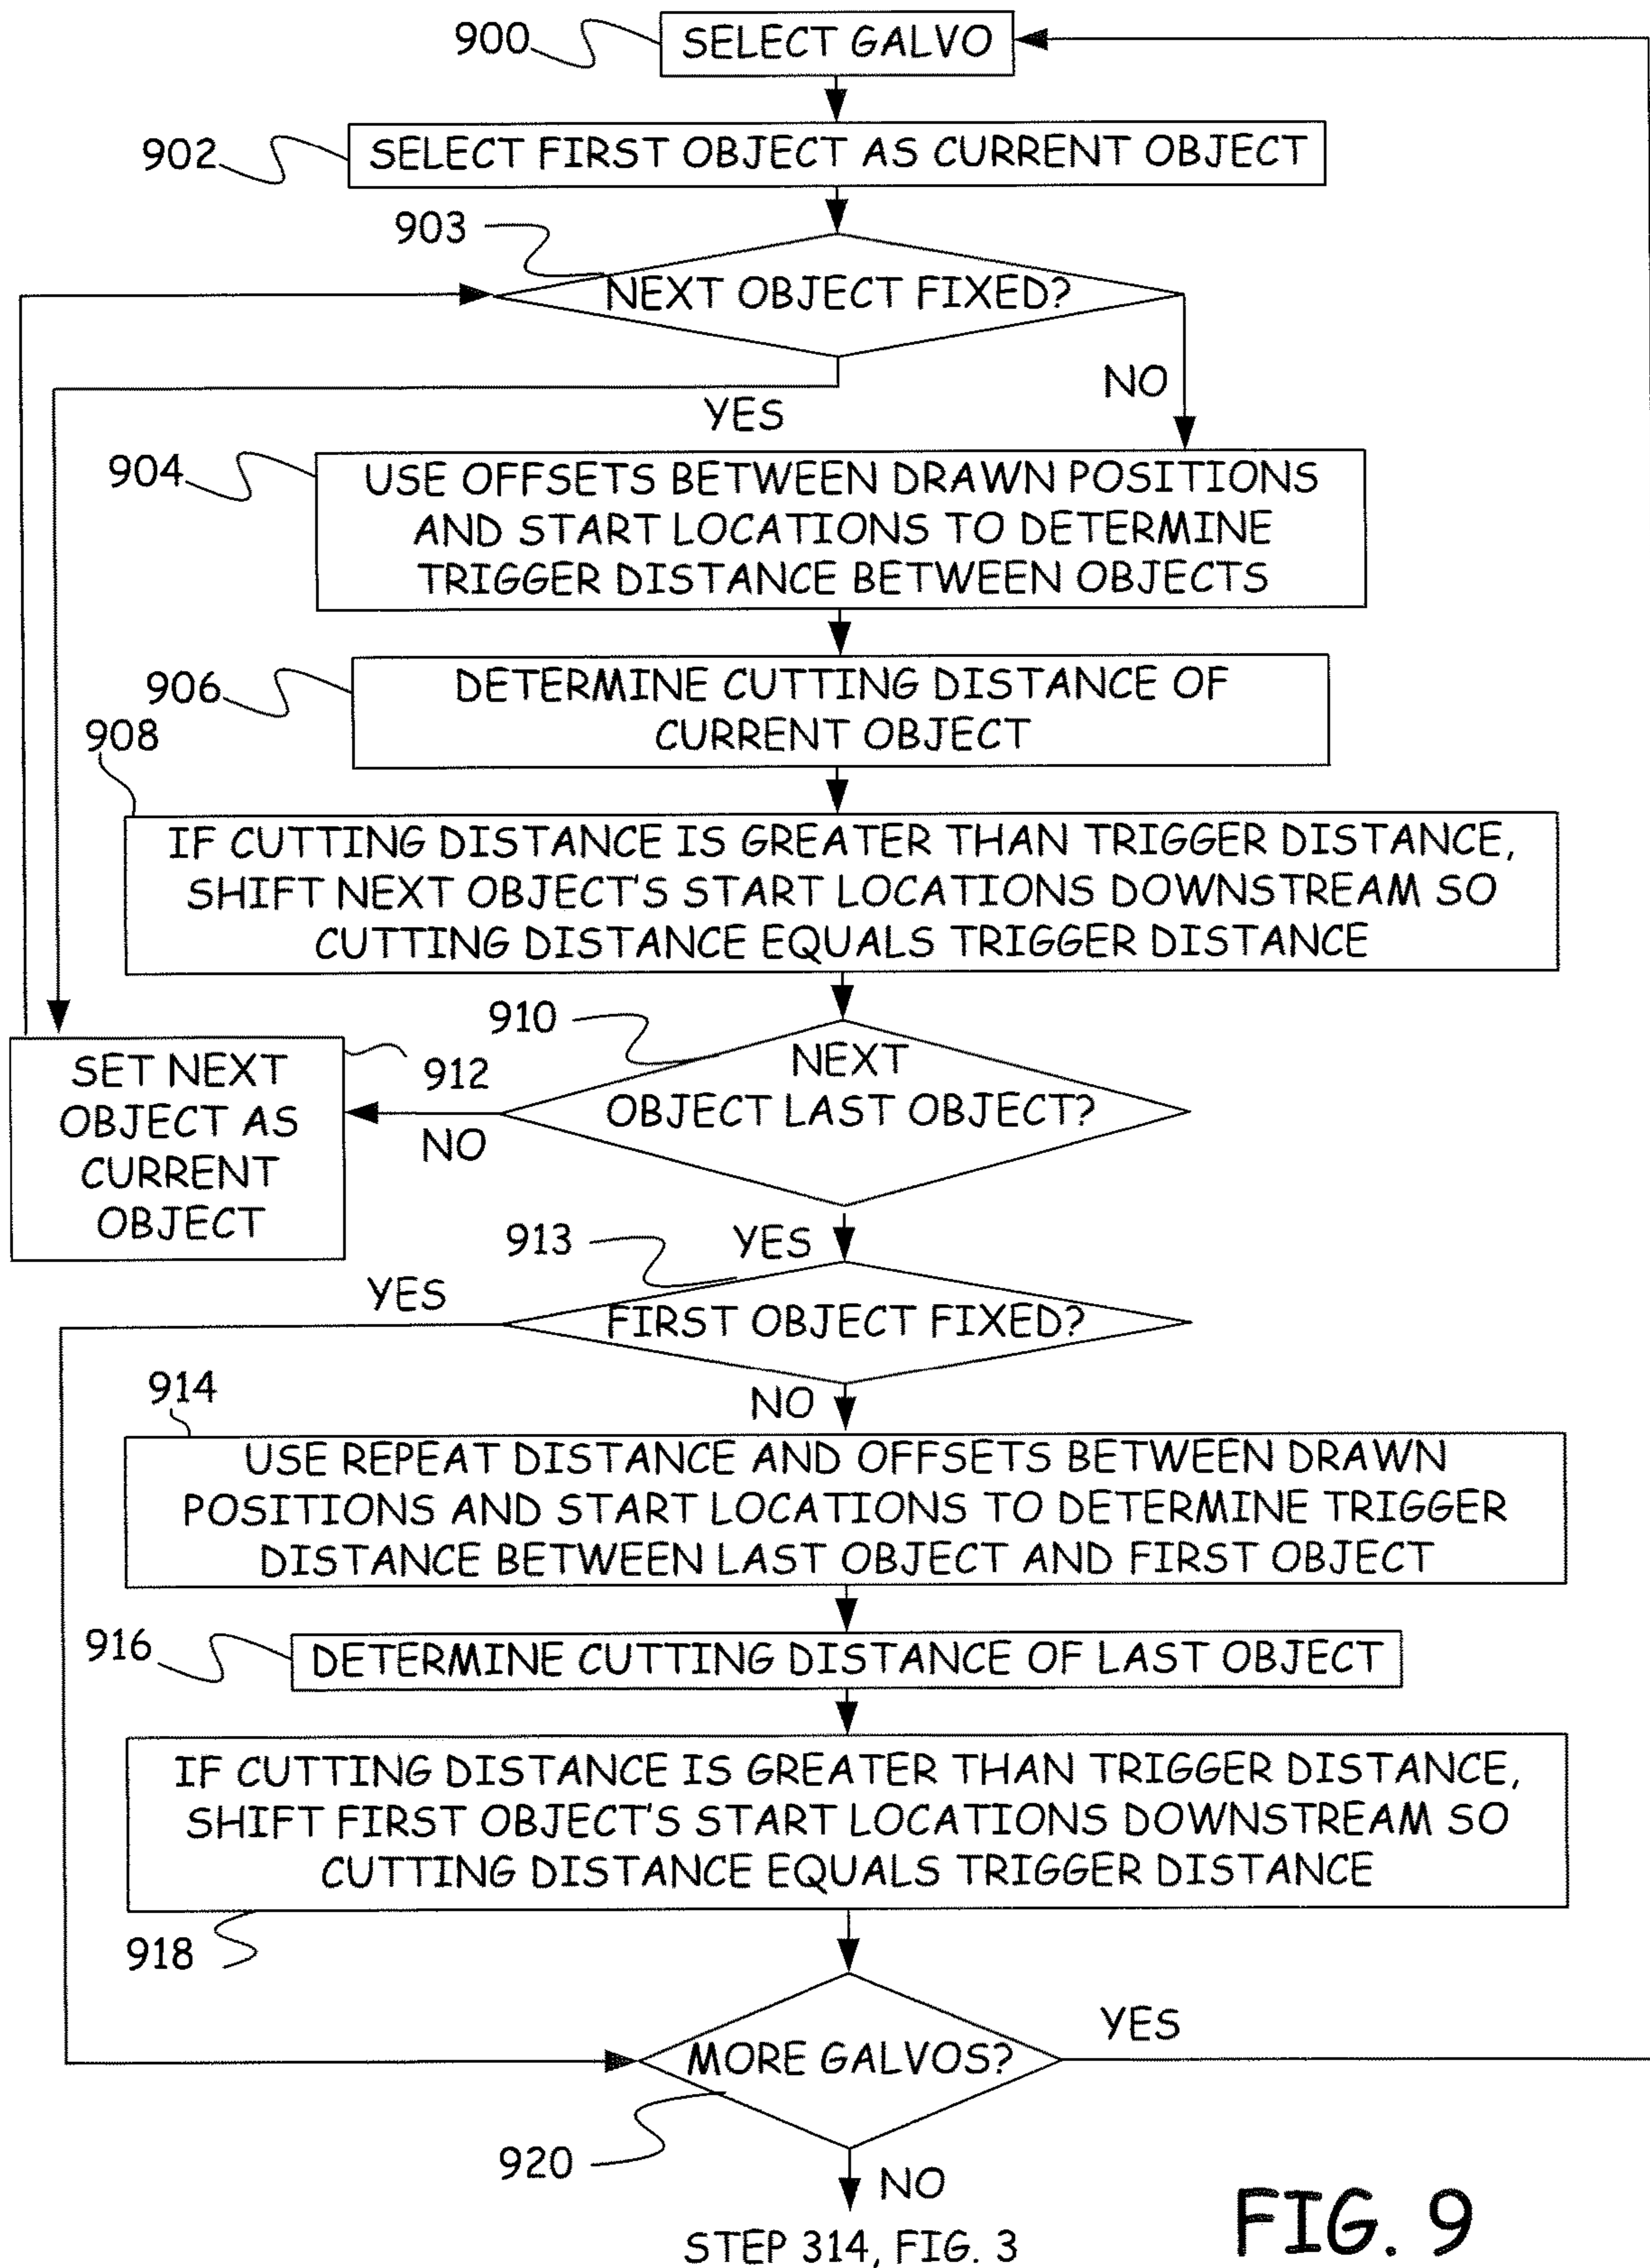 900
SELECT GALVO
902
SELECT FIRST OBJECT AS CURRENT OBJECT
903
NEXT OBJECT FIXED?
NO
YES
904
USE OFFSETS BETWEEN DRAWN POSITIONS
AND START LOCATIONS TO DETERMINE
TRIGGER DISTANCE BETWEEN OBJECTS
906
DETERMINE CUTTING DISTANCE OF
CURRENT OBJECT
908
IF CUTTING DISTANCE IS GREATER THAN TRIGGER DISTANCE,
SHIFT NEXT OBJECT'S START LOCATIONS DOWNSTREAM SO
CUTTING DISTANCE EQUALS TRIGGER DISTANCE
910
NEXT
OBJECT LAST OBJECT?
912
SET NEXT
OBJECT AS
CURRENT
OBJECT
NO
YES
913
FIRST OBJECT FIXED?
YES
NO
914
USE REPEAT DISTANCE AND OFFSETS BETWEEN DRAWN
POSITIONS AND START LOCATIONS TO DETERMINE TRIGGER
DISTANCE BETWEEN LAST OBJECT AND FIRST OBJECT
916
DETERMINE CUTTING DISTANCE OF LAST OBJECT
IF CUTTING DISTANCE IS GREATER THAN TRIGGER DISTANCE,
SHIFT FIRST OBJECT'S START LOCATIONS DOWNSTREAM SO
CUTTING DISTANCE EQUALS TRIGGER DISTANCE
918
MORE GALVOS?
YES
920
NO
STEP 314, FIG. 3
FIG. 9